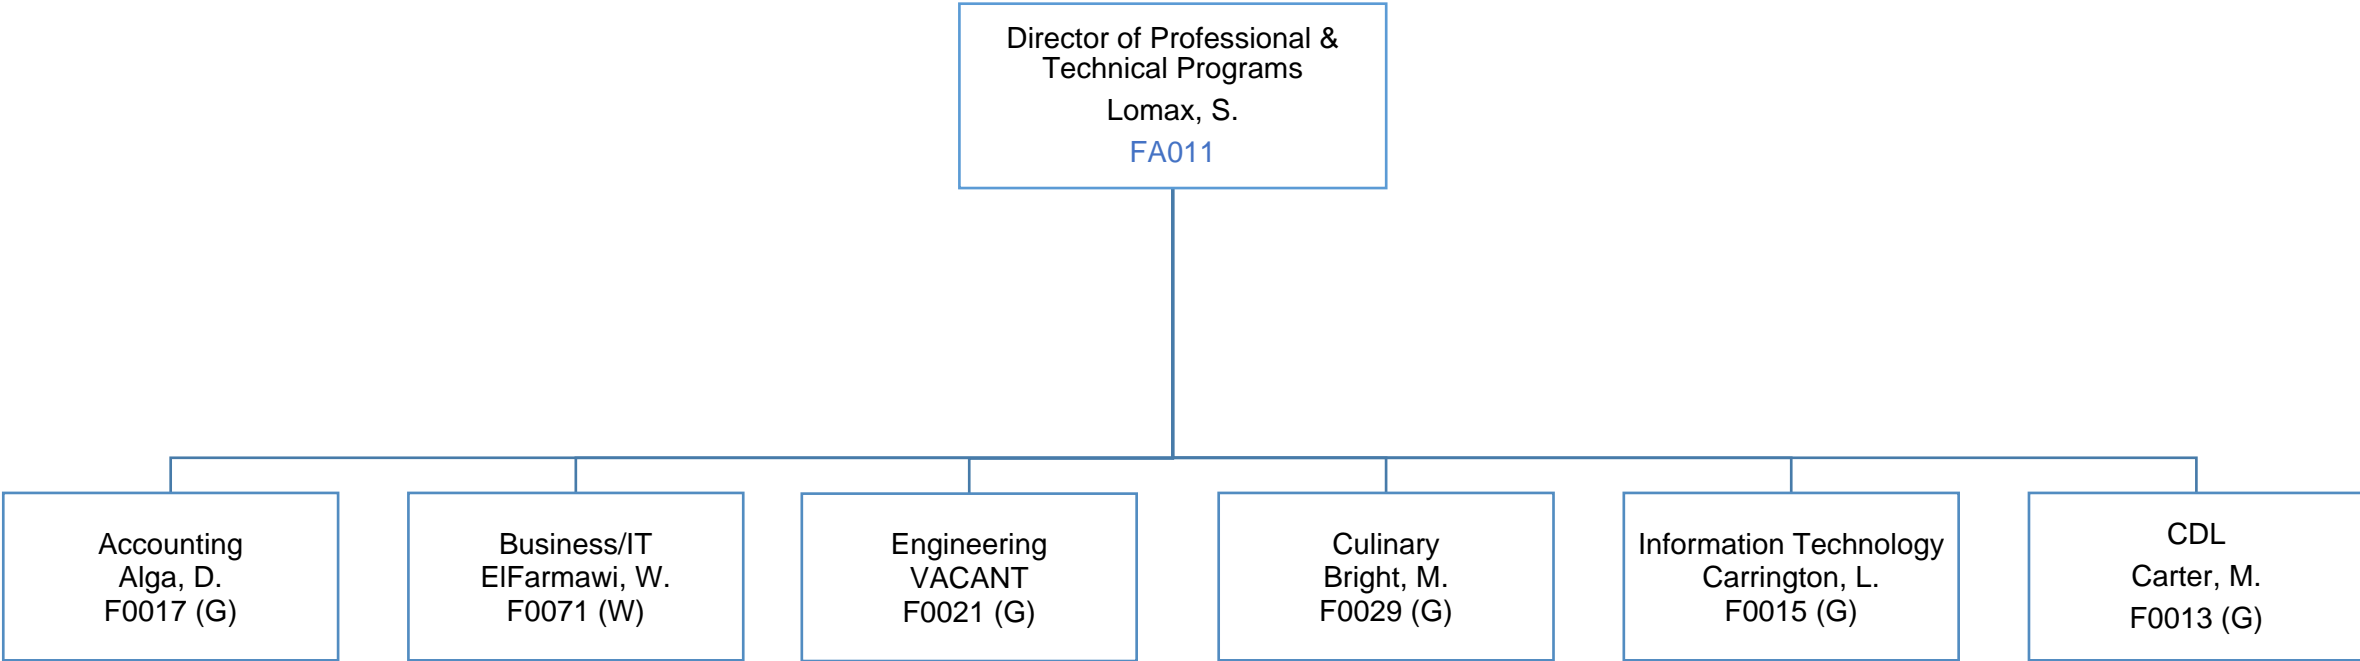 Director of Professional &
Technical Programs
Lomax, S.
FA011
Accounting
Alga, D.
F0017 (G)
Business/IT
ElFarmawi, W.
F0071 (W)
Engineering
VACANT
F0021 (G)
Culinary
Bright, M.
F0029 (G)
Information Technology
Carrington, L.
F0015 (G)
CDL
Carter, M.
F0013 (G)